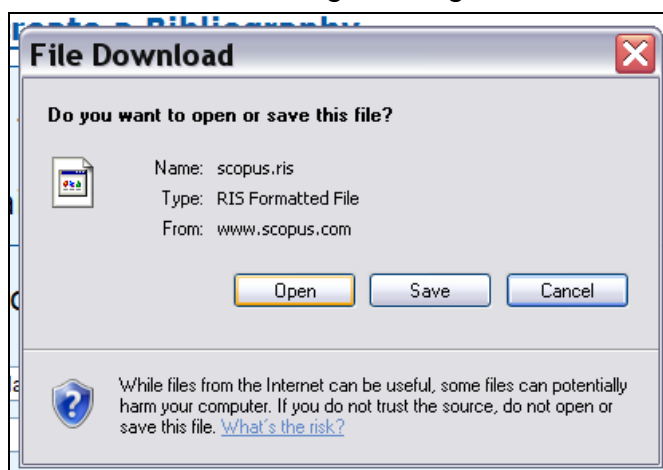 Create a Bibliography
File Download
Do you want to open or save this file?
Name: scopus.ris
Type: RIS Formatted File
From: www.scopus.com
Open Save Cancel
While files from the Internet can be useful, some files can potentially
harm your computer. If you do not trust the source, do not open or
save this file. What's the risk?